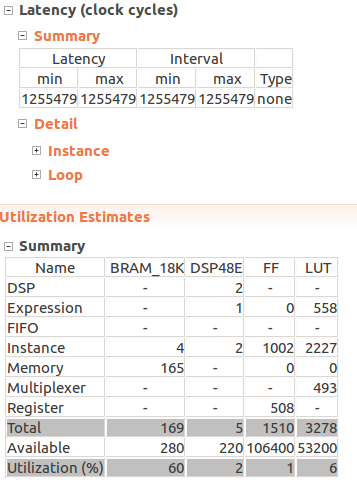 Latency (clock cycles)
Summary
Latency Interval
min max min max Type
1255479 1255479 1255479 1255479 none
Detail
Instance
Loop
Utilization Estimates
Summary
Name BRAM_18K DSP48E FF LUT
DSP - 2 - -
Expression - 1 0 558
FIFO - - - -
Instance 4 2 1002 2227
Memory 165 - 0 0
Multiplexer - - - 493
Register - - 508 -
Total 169 5 1510 3278
Available 280 220 106400 53200
Utilization (%) 60 2 1 6